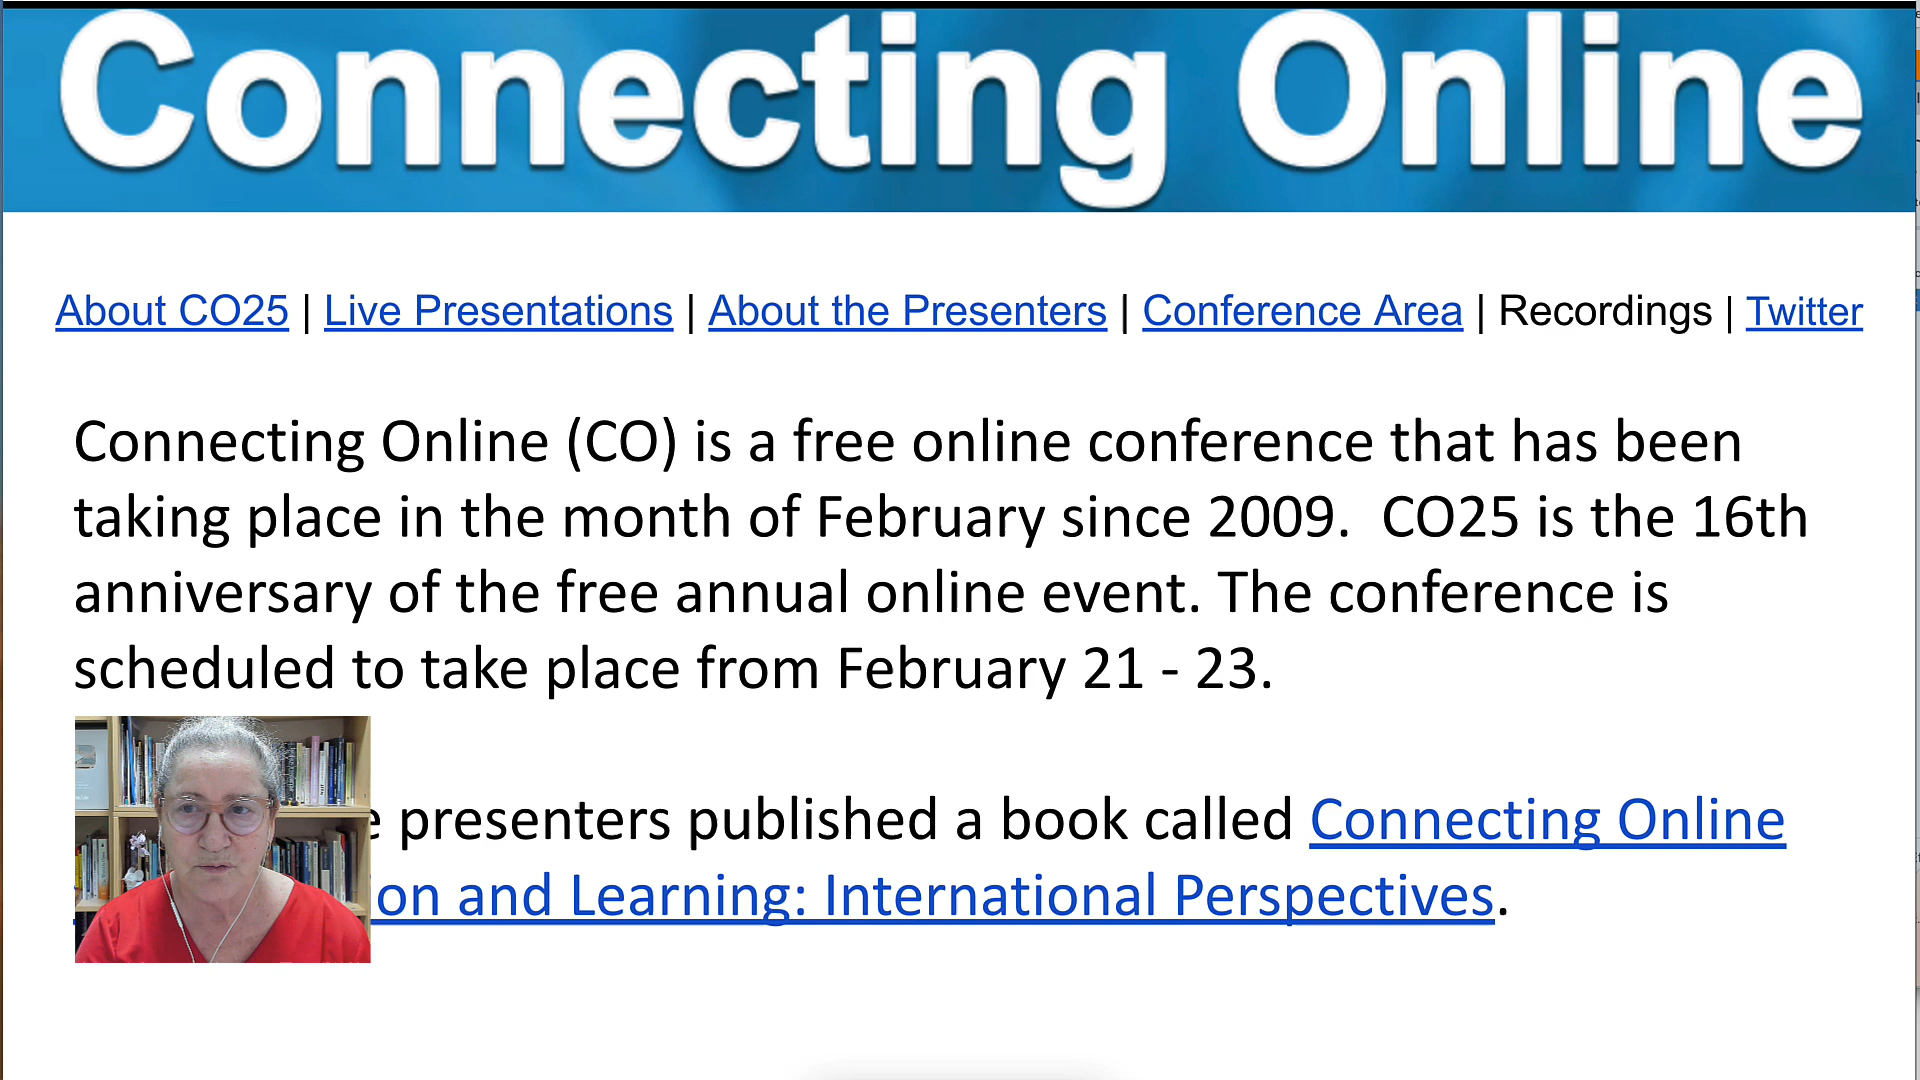 Connecting Online
About CO25 | Live Presentations | About the Presenters | Conference Area | Recordings | Twitter
Connecting Online (CO) is a free online conference that has been
taking place in the month of February since 2009.  CO25 is the 16th
anniversary of the free annual online event. The conference is
scheduled to take place from February 21 - 23.
presenters published a book called Connecting Online
and Learning: International Perspectives.